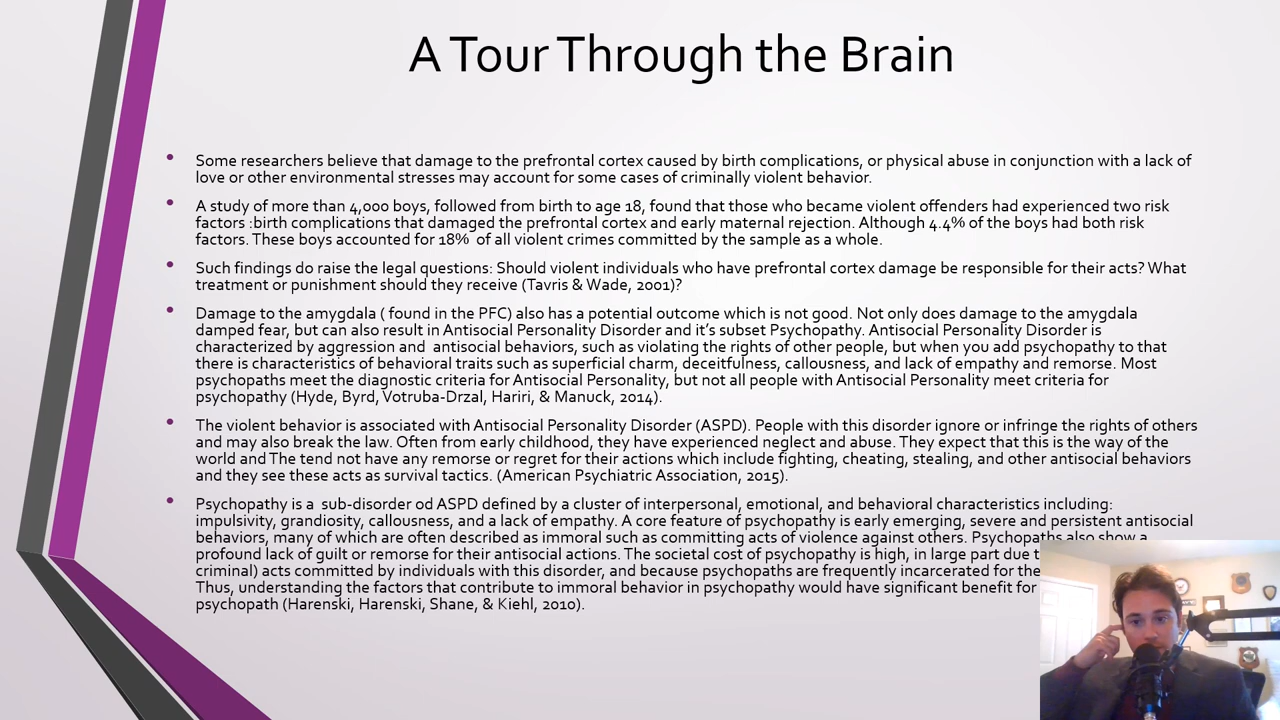 A Tour Through the Brain
• Some researchers believe that damage to the prefrontal cortex caused by birth complications, or physical abuse in conjunction with a lack of
love or other environmental stresses may account for some cases of criminally violent behavior.
• A study of more than 4,000 boys, followed from birth to age 18, found that those who became violent offenders had experienced two risk
factors :birth complications that damaged the prefrontal cortex and early maternal rejection. Although 4.4% of the boys had both risk
factors. These boys accounted for 18% of all violent crimes committed by the sample as a whole.
• Such findings do raise the legal questions: Should violent individuals who have prefrontal cortex damage be responsible for their acts? What
treatment or punishment should they receive (Tavris & Wade, 2001)?
• Damage to the amygdala ( found in the PFC) also has a potential outcome which is not good. Not only does damage to the amygdala
damped fear, but can also result in Antisocial Personality Disorder and it's subset Psychopathy. Antisocial Personality Disorder is
characterized by aggression and antisocial behaviors, such as violating the rights of other people, but when you add psychopathy to that
there is characteristics of behavioral traits such as superficial charm, deceitfulness, callousness, and lack of empathy and remorse. Most
psychopaths meet the diagnostic criteria for Antisocial Personality, but not all people with Antisocial Personality meet criteria for
psychopathy (Hyde, Byrd, Votruba-Drzal, Hariri, & Manuck, 2014).
• The violent behavior is associated with Antisocial Personality Disorder (ASPD). People with this disorder ignore or infringe the rights of others
and may also break the law. Often from early childhood, they have experienced neglect and abuse. They expect that this is the way of the
world and The tend not have any remorse or regret for their actions which include fighting, cheating, stealing, and other antisocial behaviors
and they see these acts as survival tactics. (American Psychiatric Association, 2015).
• Psychopathy is a sub-disorder od ASPD defined by a cluster of interpersonal, emotional, and behavioral characteristics including:
impulsivity, grandiosity, callousness, and a lack of empathy. A core feature of psychopathy is early emerging, severe and persistent antisocial
behaviors, many of which are often described as immoral such as committing acts of violence against others. Psychopaths also show a
profound lack of guilt or remorse for their antisocial actions. The societal cost of psychopathy is high, in large part due
criminal) acts committed by individuals with this disorder, and because psychopaths are frequently incarcerated for
Thus, understanding the factors that contribute to immoral behavior in psychopathy would have significant benefit for
psychopath (Harenski, Harenski, Shane, & Kiehl, 2010).